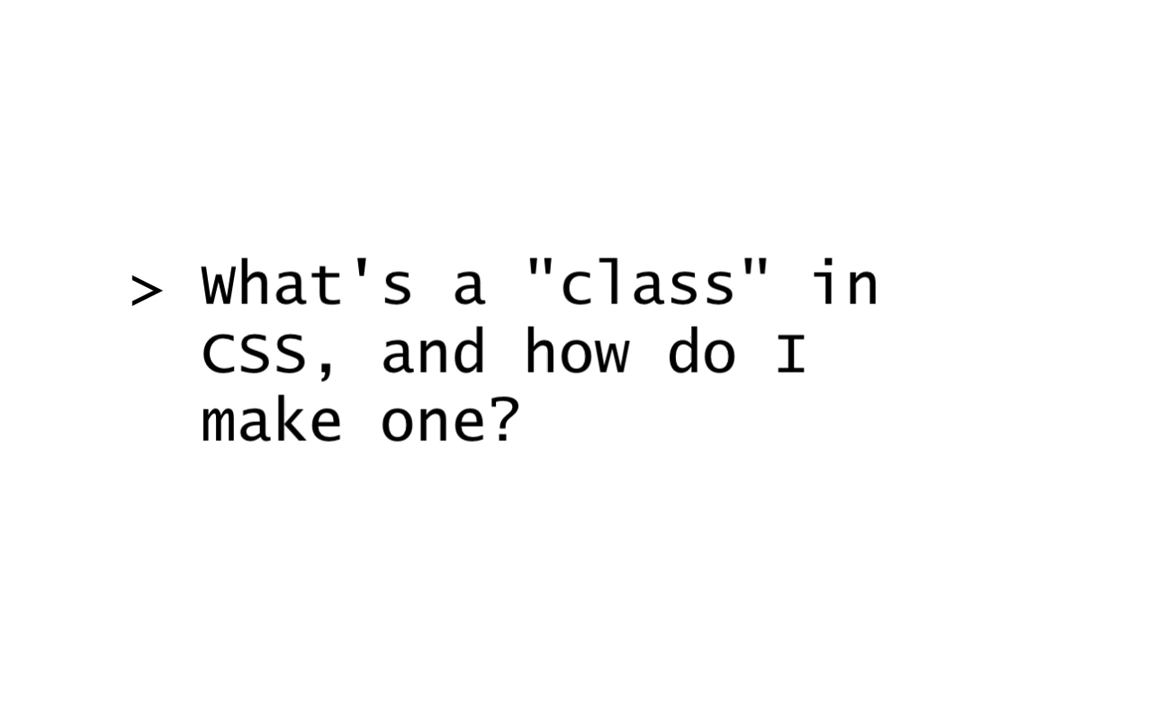 > What's a "class" in
CSS, and how do I
make one?